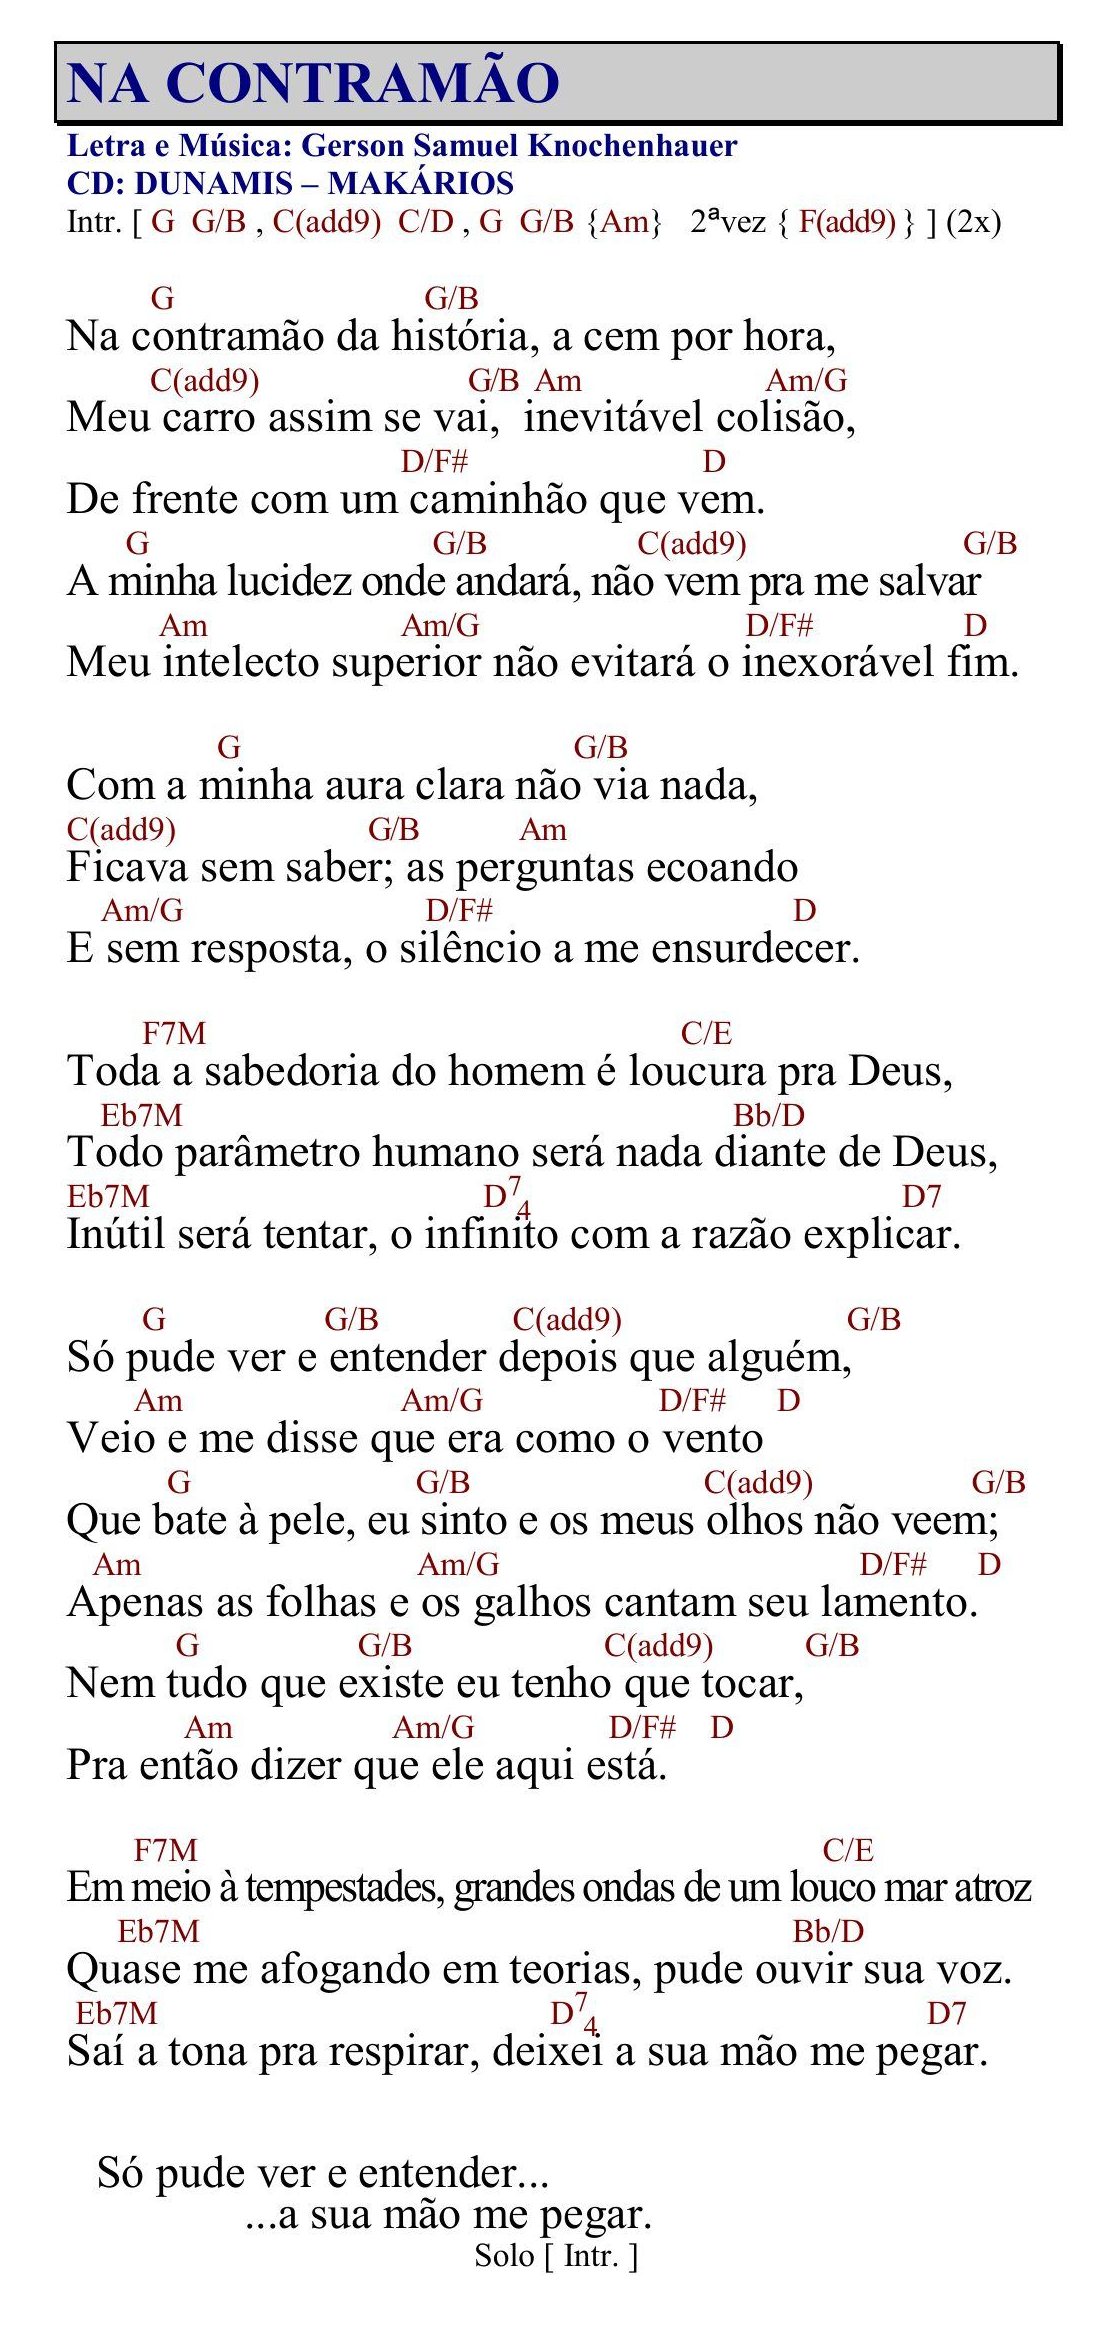 NA CONTRAMÃO
Letra e Música: Gerson Samuel Knochenhauer
CD: DUNAMIS – MAKÁRIOS
Intr. [ G G/B , C(add9) C/D , G G/B {Am} 2ªvez { F(add9) } ] (2x)
G G/B
Na contramão da história, a cem por hora,
C(add9) G/B Am Am/G
Meu carro assim se vai, inevitável colisão,
D/F# D
De frente com um caminhão que vem.
G G/B C(add9) G/B
A minha lucidez onde andará, não vem pra me salvar
Am Am/G D/F# D
Meu intelecto superior não evitará o inexorável fim.
G G/B
Com a minha aura clara não via nada,
C(add9) G/B Am
Ficava sem saber; as perguntas ecoando
Am/G D/F# D
E sem resposta, o silêncio a me ensurdecer.
F7M C/E
Toda a sabedoria do homem é loucura pra Deus,
Eb7M Bb/D
Todo parâmetro humano será nada diante de Deus,
Eb7M D7 4 D7
Inútil será tentar, o infinito com a razão explicar.
G G/B C(add9) G/B
Só pude ver e entender depois que alguém,
Am Am/G D/F# D
Veio e me disse que era como o vento
G G/B C(add9) G/B
Que bate à pele, eu sinto e os meus olhos não veem;
Am Am/G D/F# D
Apenas as folhas e os galhos cantam seu lamento.
G G/B C(add9) G/B
Nem tudo que existe eu tenho que tocar,
Am Am/G D/F# D
Pra então dizer que ele aqui está.
F7M C/E
Em meio à tempestades, grandes ondas de um louco mar atroz
Eb7M Bb/D
Quase me afogando em teorias, pude ouvir sua voz.
Eb7M D7 4 D7
Saí a tona pra respirar, deixei a sua mão me pegar.
Só pude ver e entender...
...a sua mão me pegar.
Solo [ Intr. ]